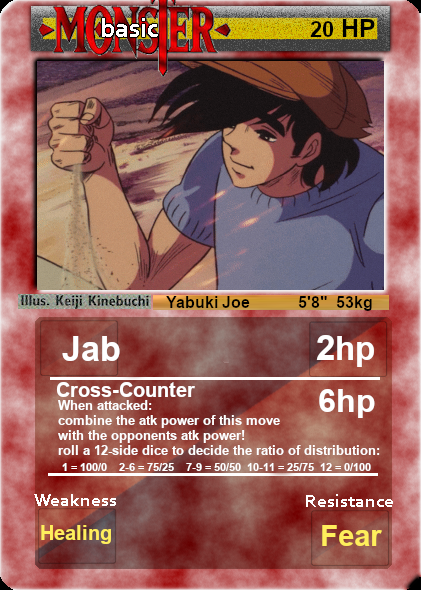 MONSTER
basic
20 HP
Illus. Keiji Kinebuchi
Yabuki Joe 5'8" 53kg
Jab 2hp
Cross-Counter 6hp
When attacked:
combine the atk power of this move
with the opponents atk power!
roll a 12-side dice to decide the ratio of distribution:
1 = 100/0 2-6 = 75/25 7-9 = 50/50 10-11 = 25/75 12 = 0/100
Weakness Resistance
Healing Fear